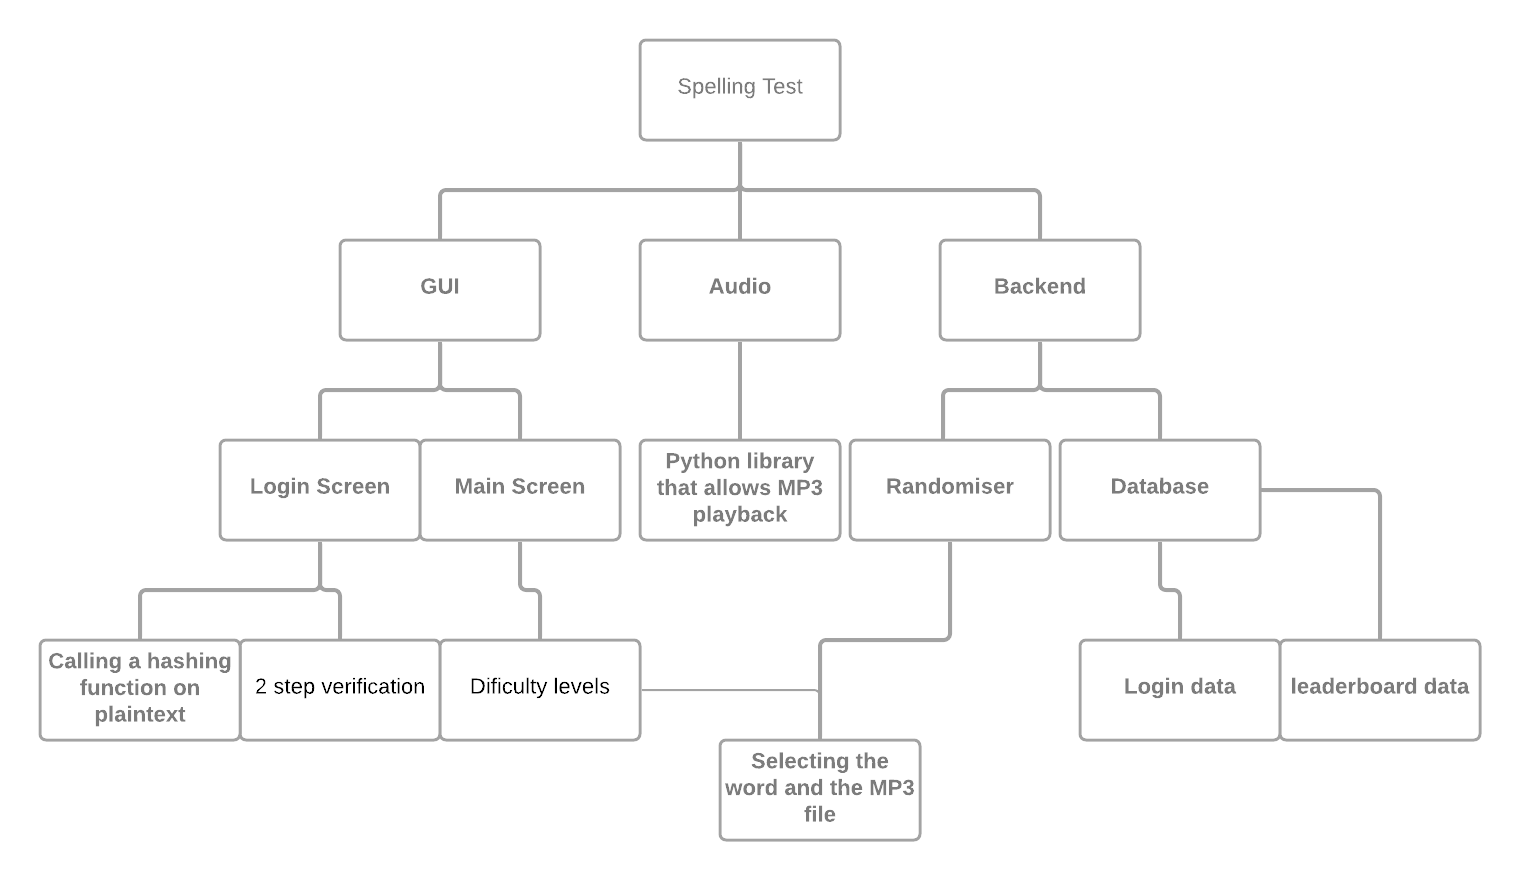 Spelling Test
GUI
Audio
Backend
Login Screen
Main Screen
Python library
that allows MP3
playback
Randomiser
Database
Calling a hashing
function on
plaintext
2 step verification
Dificulty levels
Login data
leaderboard data
Selecting the
word and the MP3
file